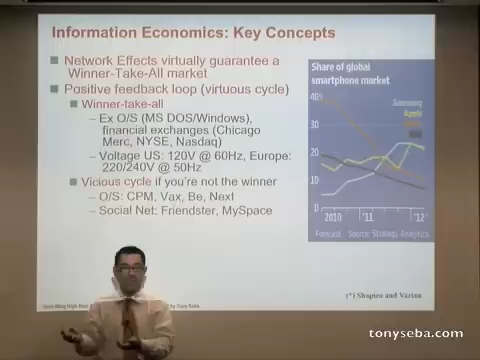 Information Economics: Key Concepts
Network Effects virtually guarantee a
Winner-Take-All market
Positive feedback loop (virtuous cycle)
Winner-take-all
– Ex O/S (MS DOS/Windows),
financial exchanges (Chicago
Merc, NYSE, Nasdaq)
– Voltage US: 120V @ 60Hz, Europe:
220/240V @ 50Hz
Vicious cycle if you're not the winner
– O/S: CPM, Vax, Be, Next
– Social Net: Friendster, MySpace
Share of global
smartphone market
40%
Samsung
Apple
30
20
10
0
2010 '11 '12
Forecast Source: Strategy Analytics
(*) Shapiro and Varian
by Tony Seba
tonyseba.com